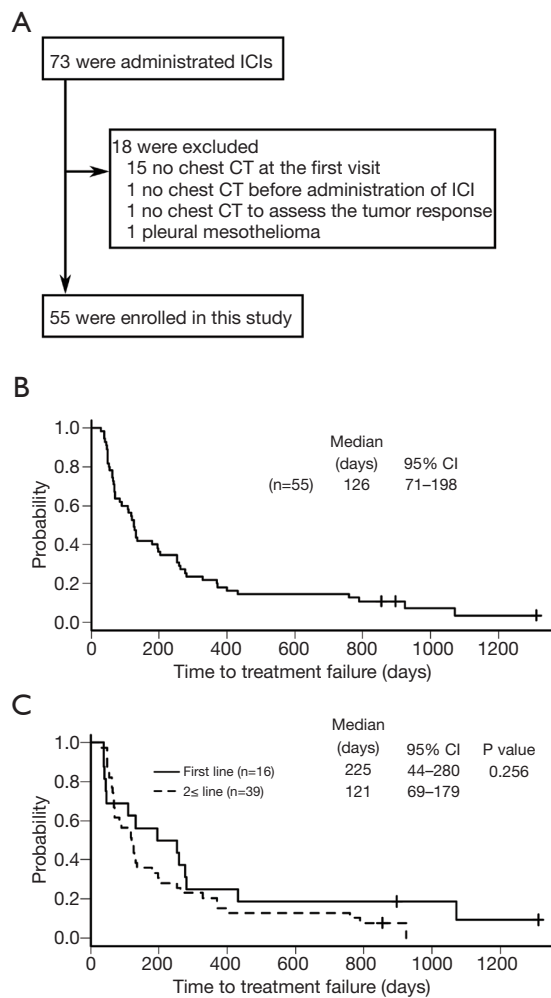 A
73 were administrated ICIs
18 were excluded
15 no chest CT at the first visit
1 no chest CT before administration of ICI
1 no chest CT to assess the tumor response
1 pleural mesothelioma
55 were enrolled in this study
B
Probability
1.0
0.8
0.6
0.4
0.2
0.0
Median
(days) 95% CI
(n=55) 126 71–198
0 200 400 600 800 1000 1200
Time to treatment failure (days)
C
Probability
1.0
0.8
0.6
0.4
0.2
0.0
Median
(days) 95% CI P value
First line (n=16) 225 44–280 0.256
2≤ line (n=39) 121 69–179
0 200 400 600 800 1000 1200
Time to treatment failure (days)